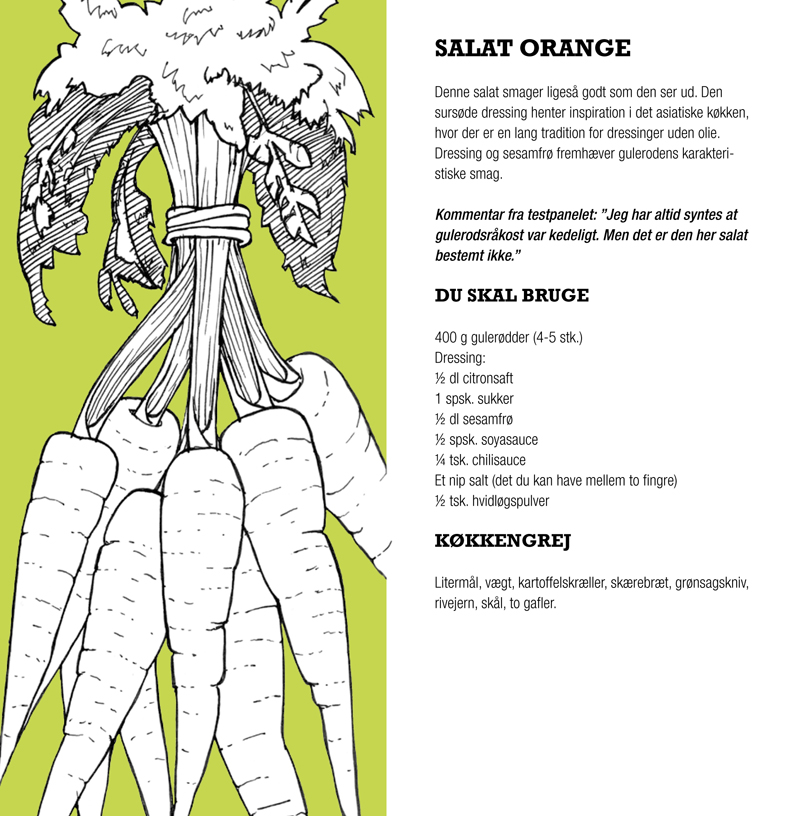 SALAT ORANGE
Denne salat smager ligeså godt som den ser ud. Den
sursøde dressing henter inspiration i det asiatiske køkken,
hvor der er en lang tradition for dressinger uden olie.
Dressing og sesamfrø fremhæver gulerodens karakteri-
stiske smag.
Kommentar fra testpanelet: ”Jeg har altid syntes at
gulerodsråkost var kedeligt. Men det er den her salat
bestemt ikke.”
DU SKAL BRUGE
400 g gulerødder (4-5 stk.)
Dressing:
½ dl citronsaft
1 spsk. sukker
½ dl sesamfrø
½ spsk. soyasauce
¼ tsk. chilisauce
Et nip salt (det du kan have mellem to fingre)
½ tsk. hvidløgspulver
KØKKENGREJ
Litermål, vægt, kartoffelskræller, skærebræt, grønsagskniv,
rivejern, skål, to gafler.